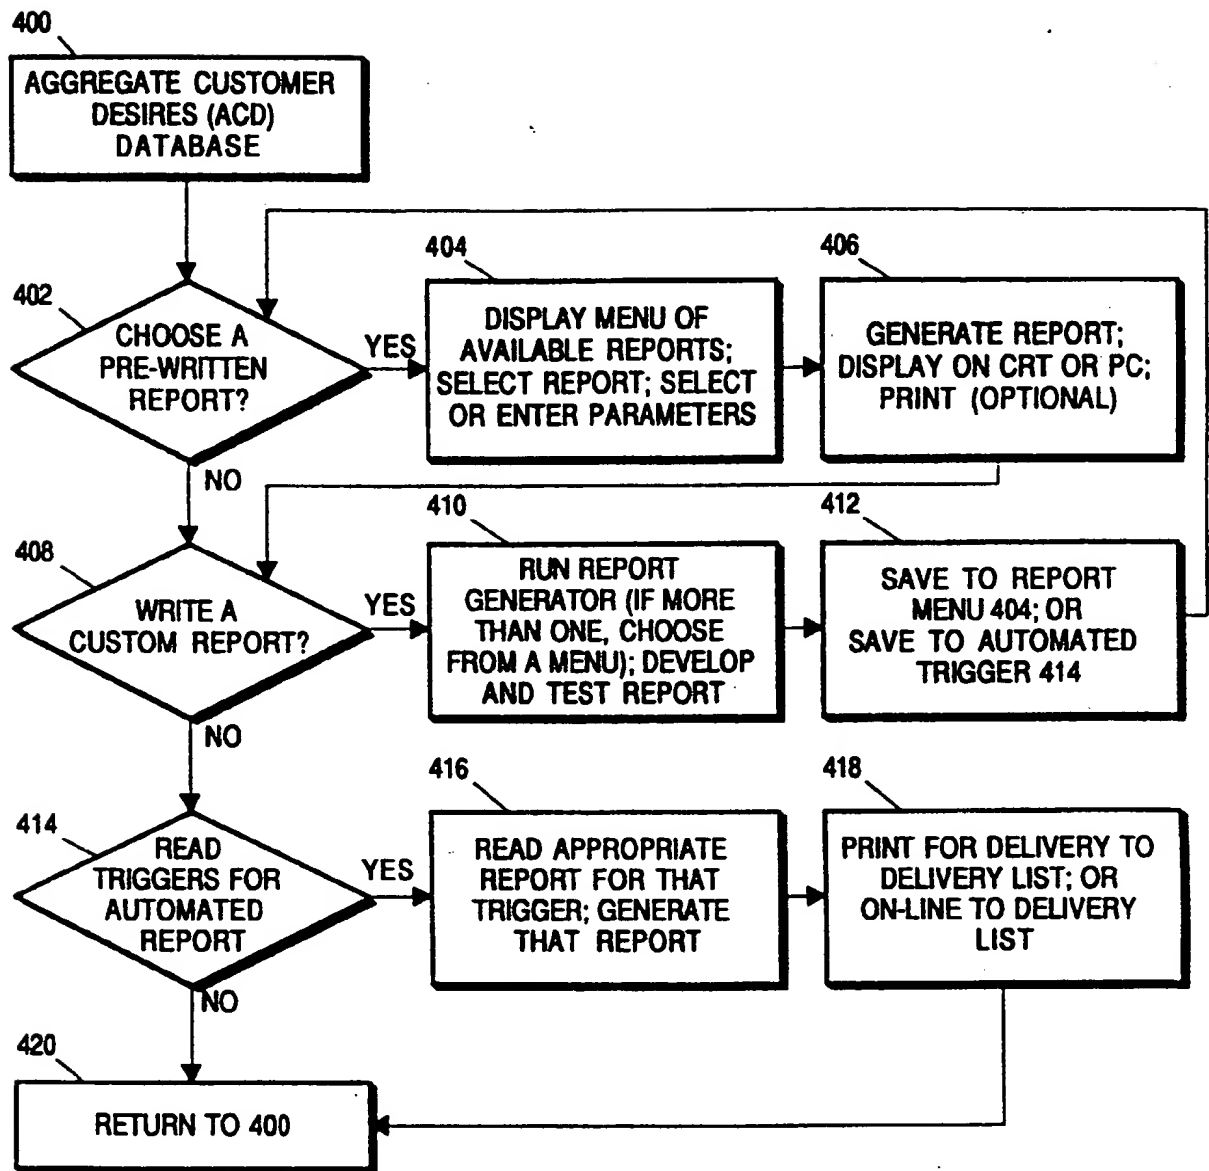 400
AGGREGATE CUSTOMER
DESIRES (ACD)
DATABASE
402
CHOOSE A
PRE-WRITTEN
REPORT?
YES
NO
404
DISPLAY MENU OF
AVAILABLE REPORTS;
SELECT REPORT; SELECT
OR ENTER PARAMETERS
406
GENERATE REPORT;
DISPLAY ON CRT OR PC;
PRINT (OPTIONAL)
408
WRITE A
CUSTOM REPORT?
YES
NO
410
RUN REPORT
GENERATOR (IF MORE
THAN ONE, CHOOSE
FROM A MENU); DEVELOP
AND TEST REPORT
412
SAVE TO REPORT
MENU 404; OR
SAVE TO AUTOMATED
TRIGGER 414
414
READ
TRIGGERS FOR
AUTOMATED
REPORT
YES
NO
416
READ APPROPRIATE
REPORT FOR THAT
TRIGGER; GENERATE
THAT REPORT
418
PRINT FOR DELIVERY TO
DELIVERY LIST; OR
ON-LINE TO DELIVERY
LIST
420
RETURN TO 400